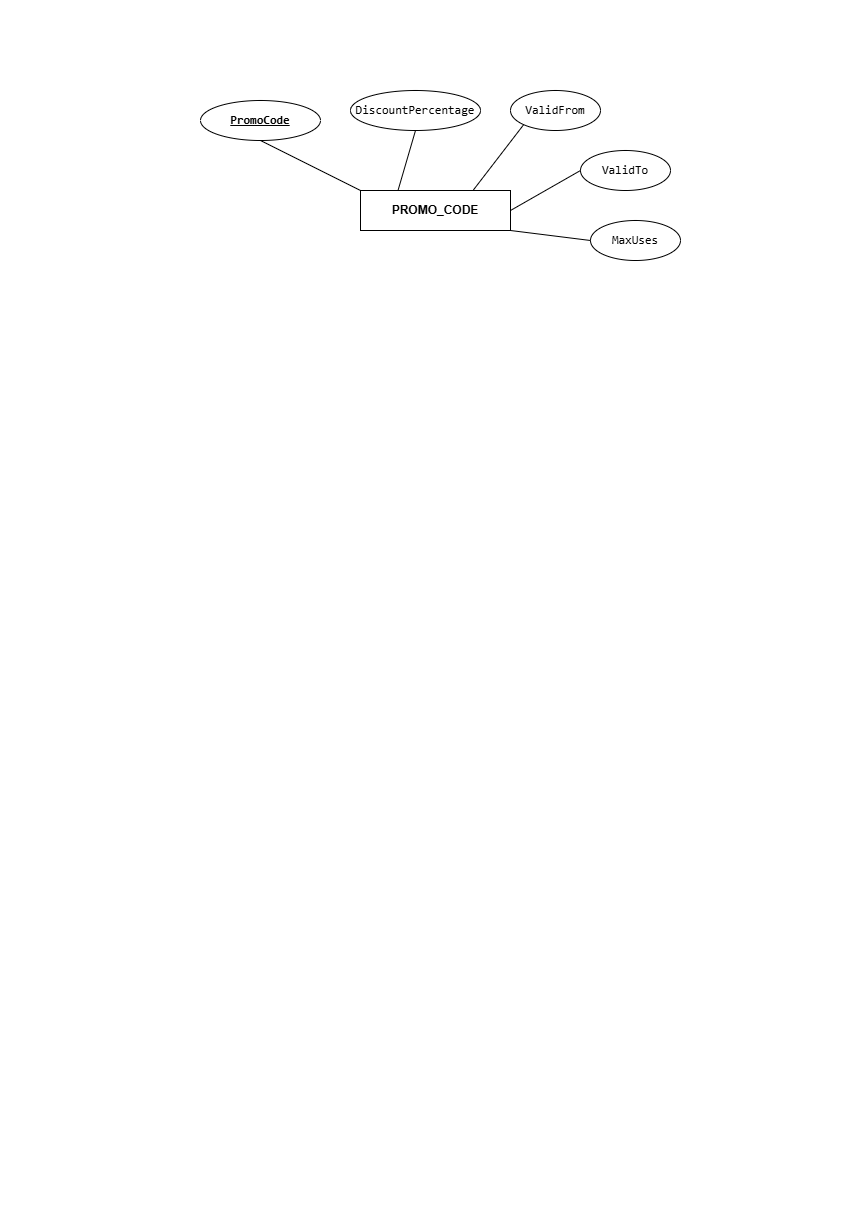 PromoCode
DiscountPercentage
ValidFrom
ValidTo
PROMO_CODE
MaxUses